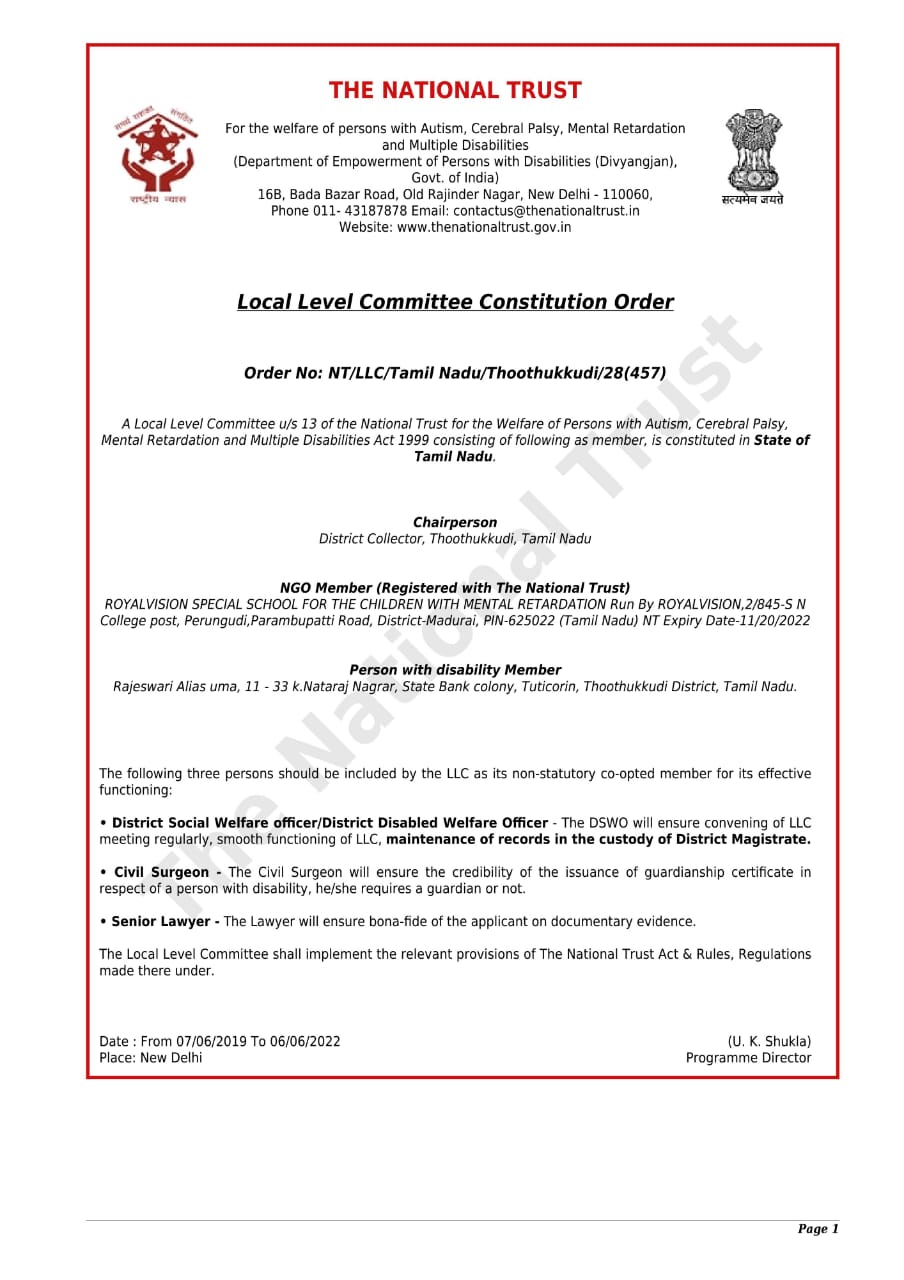 THE NATIONAL TRUST
समर्थ सशक्त संगठित
राष्ट्रीय न्यास
For the welfare of persons with Autism, Cerebral Palsy, Mental Retardation
and Multiple Disabilities
(Department of Empowerment of Persons with Disabilities (Divyangjan),
Govt. of India)
16B, Bada Bazar Road, Old Rajinder Nagar, New Delhi - 110060,
Phone 011- 43187878 Email: contactus@thenationaltrust.in
Website: www.thenationaltrust.gov.in
सत्यमेव जयते
Local Level Committee Constitution Order
Order No: NT/LLC/Tamil Nadu/Thoothukkudi/28(457)
A Local Level Committee u/s 13 of the National Trust for the Welfare of Persons with Autism, Cerebral Palsy,
Mental Retardation and Multiple Disabilities Act 1999 consisting of following as member, is constituted in State of
Tamil Nadu.
Chairperson
District Collector, Thoothukkudi, Tamil Nadu
NGO Member (Registered with The National Trust)
ROYALVISION SPECIAL SCHOOL FOR THE CHILDREN WITH MENTAL RETARDATION Run By ROYALVISION,2/845-S N
College post, Perungudi,Parambupatti Road, District-Madurai, PIN-625022 (Tamil Nadu) NT Expiry Date-11/20/2022
Person with disability Member
Rajeswari Alias uma, 11 - 33 k.Nataraj Nagrar, State Bank colony, Tuticorin, Thoothukkudi District, Tamil Nadu.
The following three persons should be included by the LLC as its non-statutory co-opted member for its effective
functioning:
• District Social Welfare officer/District Disabled Welfare Officer - The DSWO will ensure convening of LLC
meeting regularly, smooth functioning of LLC, maintenance of records in the custody of District Magistrate.
• Civil Surgeon - The Civil Surgeon will ensure the credibility of the issuance of guardianship certificate in
respect of a person with disability, he/she requires a guardian or not.
• Senior Lawyer - The Lawyer will ensure bona-fide of the applicant on documentary evidence.
The Local Level Committee shall implement the relevant provisions of The National Trust Act & Rules, Regulations
made there under.
Date : From 07/06/2019 To 06/06/2022
(U. K. Shukla)
Place: New Delhi
Programme Director
The National Trust
Page 1